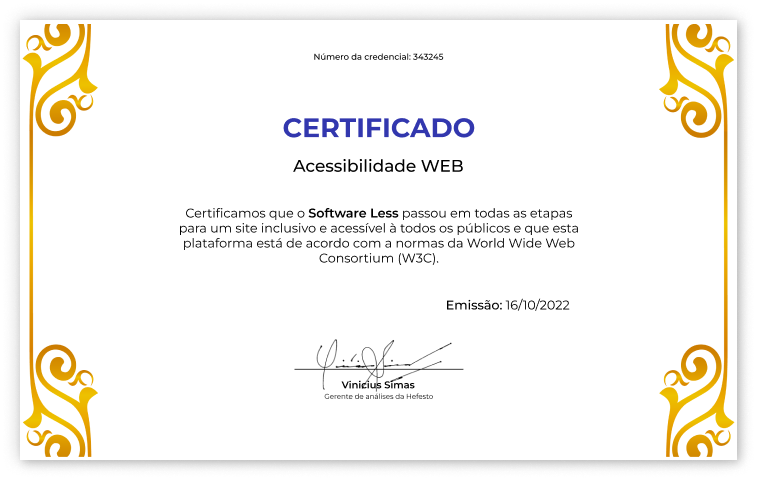 Número da credencial: 343245
CERTIFICADO
Acessibilidade WEB
Certificamos que o Software Less passou em todas as etapas
para um site inclusivo e acessível à todos os públicos e que esta
plataforma está de acordo com a normas da World Wide Web
Consortium (W3C).
Emissão: 16/10/2022
Vinicius Simas
Gerente de análises da Hefesto